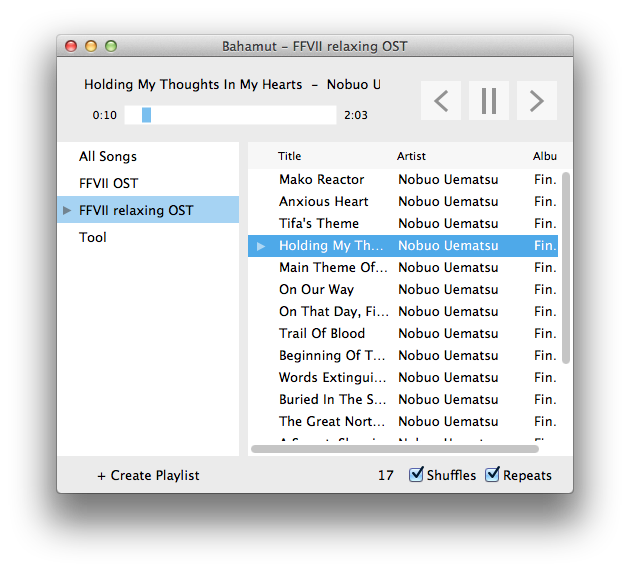 Bahamut – FFVII relaxing OST
Holding My Thoughts In My Hearts – Nobuo U
0:10 2:03
All Songs
FFVII OST
FFVII relaxing OST
Tool
Title Artist Albu
Mako Reactor Nobuo Uematsu Fin.
Anxious Heart Nobuo Uematsu Fin.
Tifa's Theme Nobuo Uematsu Fin.
Holding My Th... Nobuo Uematsu Fin.
Main Theme Of... Nobuo Uematsu Fin.
On Our Way Nobuo Uematsu Fin.
On That Day, Fi... Nobuo Uematsu Fin.
Trail Of Blood Nobuo Uematsu Fin.
Beginning Of T... Nobuo Uematsu Fin.
Words Extingui... Nobuo Uematsu Fin.
Buried In The S... Nobuo Uematsu Fin.
The Great Nort... Nobuo Uematsu Fin.
+ Create Playlist 17 Shuffles Repeats